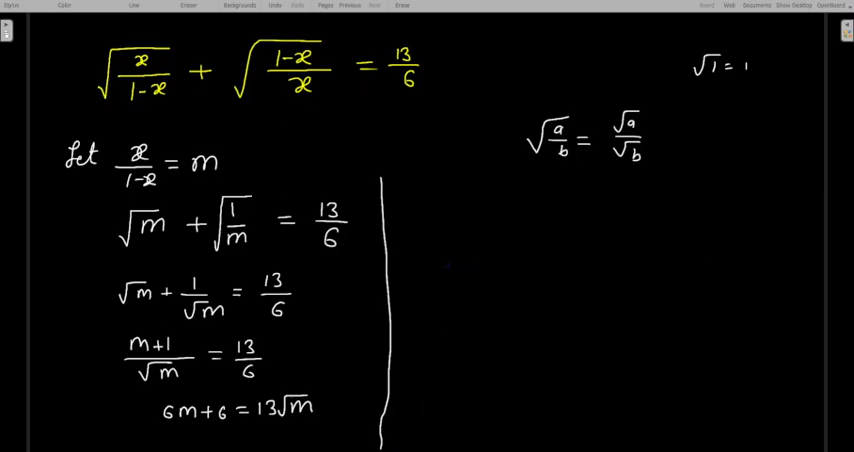 Stylus Color Line Eraser Backgrounds Undo Redo Pages Previous Next Erase Board Web Documents Show Desktop OpenBoard
√(x/(1-x)) + √((1-x)/x) = 13/6
√1 = 1
√(a/b) = √a/√b
Let x/(1-x) = m
√m + √(1/m) = 13/6
√m + 1/√m = 13/6
(m+1)/√m = 13/6
6m+6 = 13√m